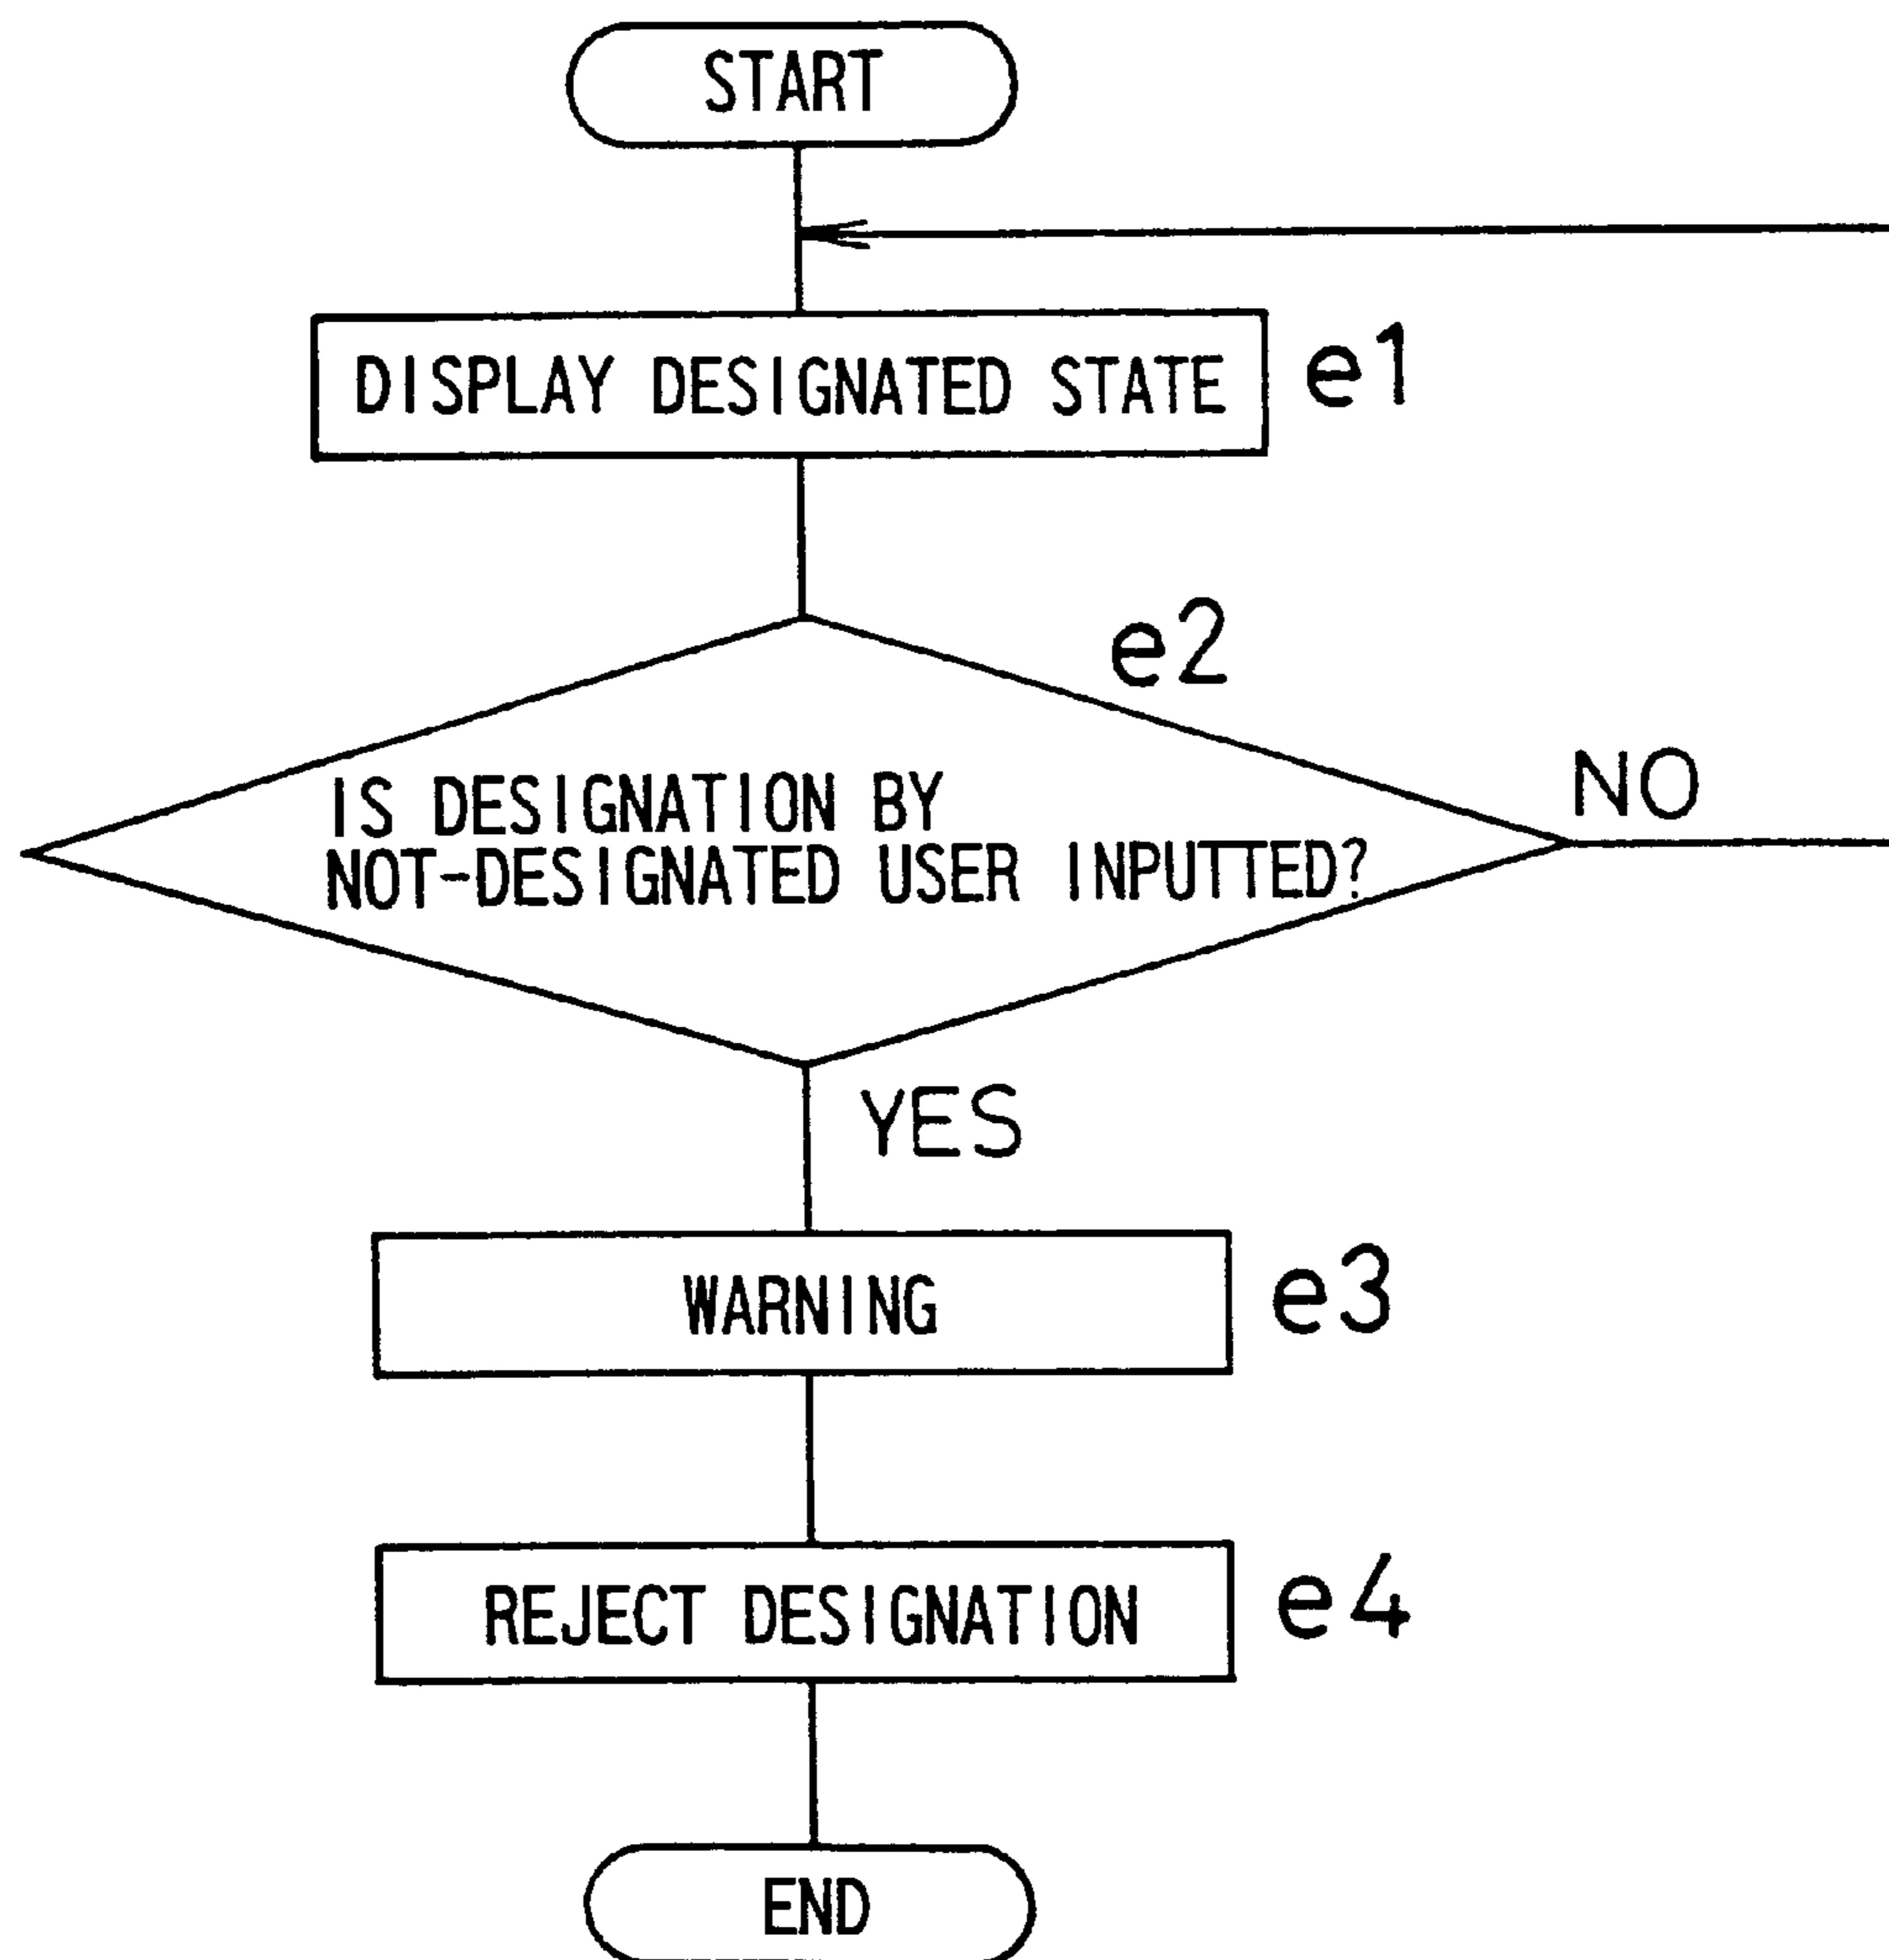 START
DISPLAY DESIGNATED STATE
e1
e2
IS DESIGNATION BY
NOT-DESIGNATED USER INPUTTED?
NO
YES
WARNING
e3
REJECT DESIGNATION
e4
END